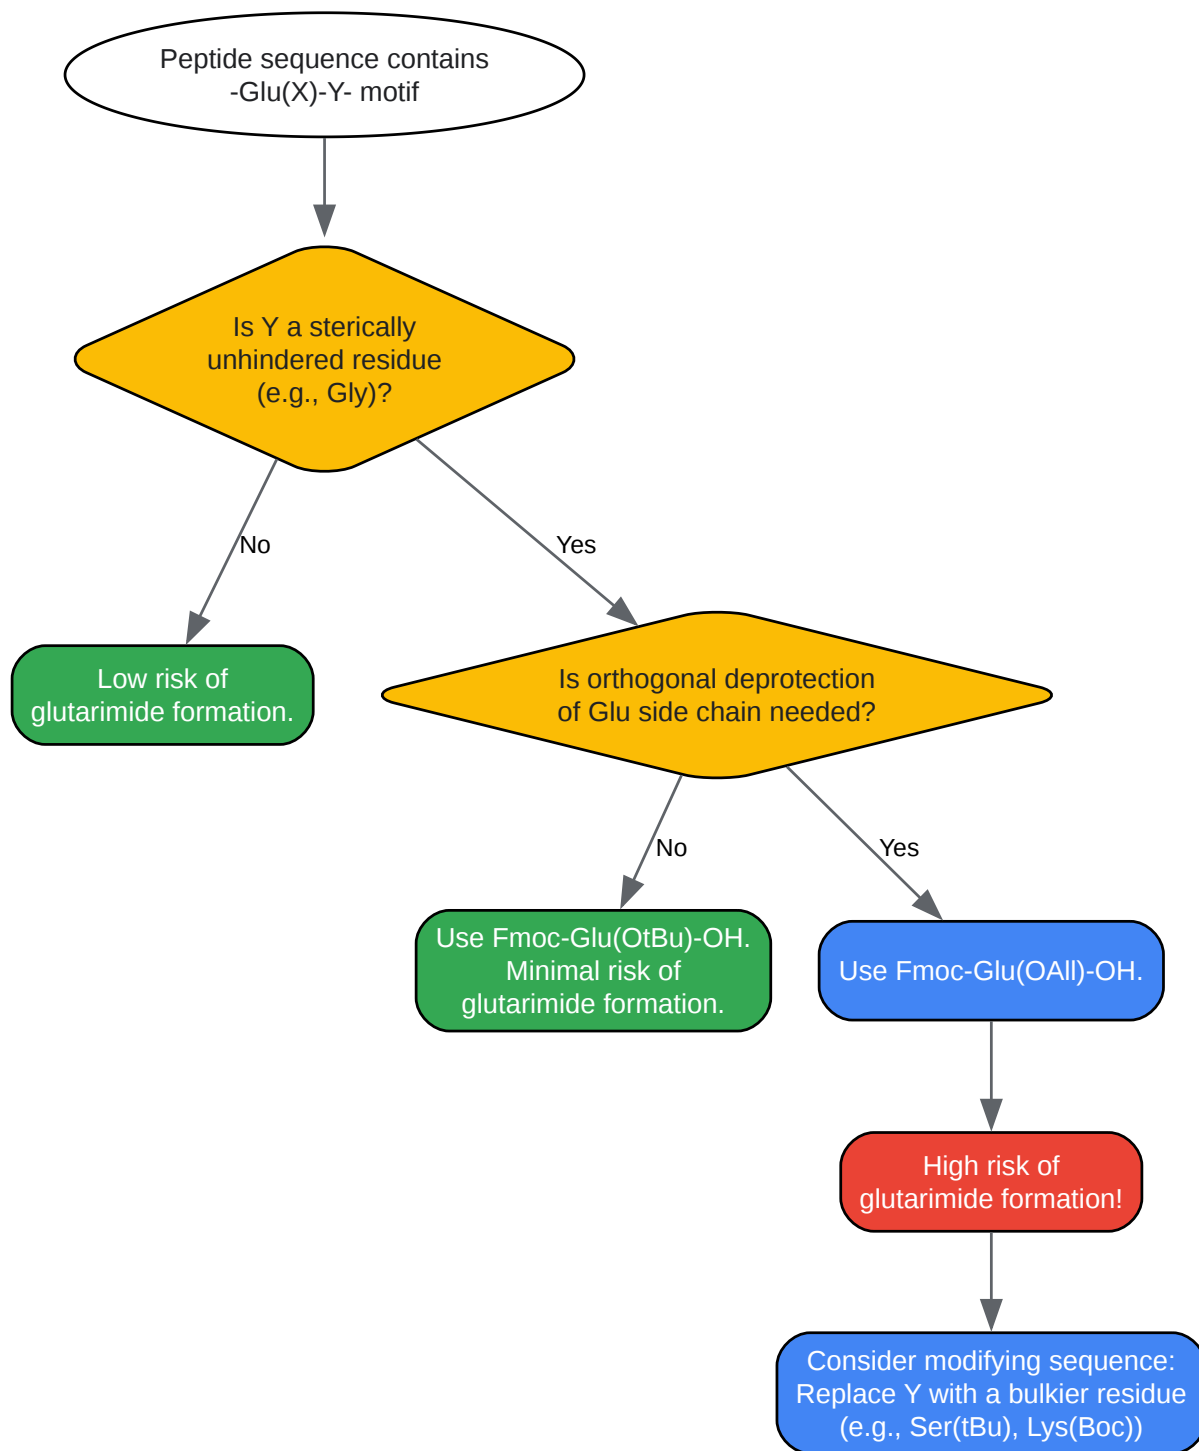 Peptide sequence contains
-Glu(X)-Y- motif
Is Y a sterically
unhindered residue
(e.g., Gly)?
No
Yes
Low risk of
glutarimide formation.
Is orthogonal deprotection
of Glu side chain needed?
No
Yes
Use Fmoc-Glu(OtBu)-OH.
Minimal risk of
glutarimide formation.
Use Fmoc-Glu(OAll)-OH.
High risk of
glutarimide formation!
Consider modifying sequence:
Replace Y with a bulkier residue
(e.g., Ser(tBu), Lys(Boc))